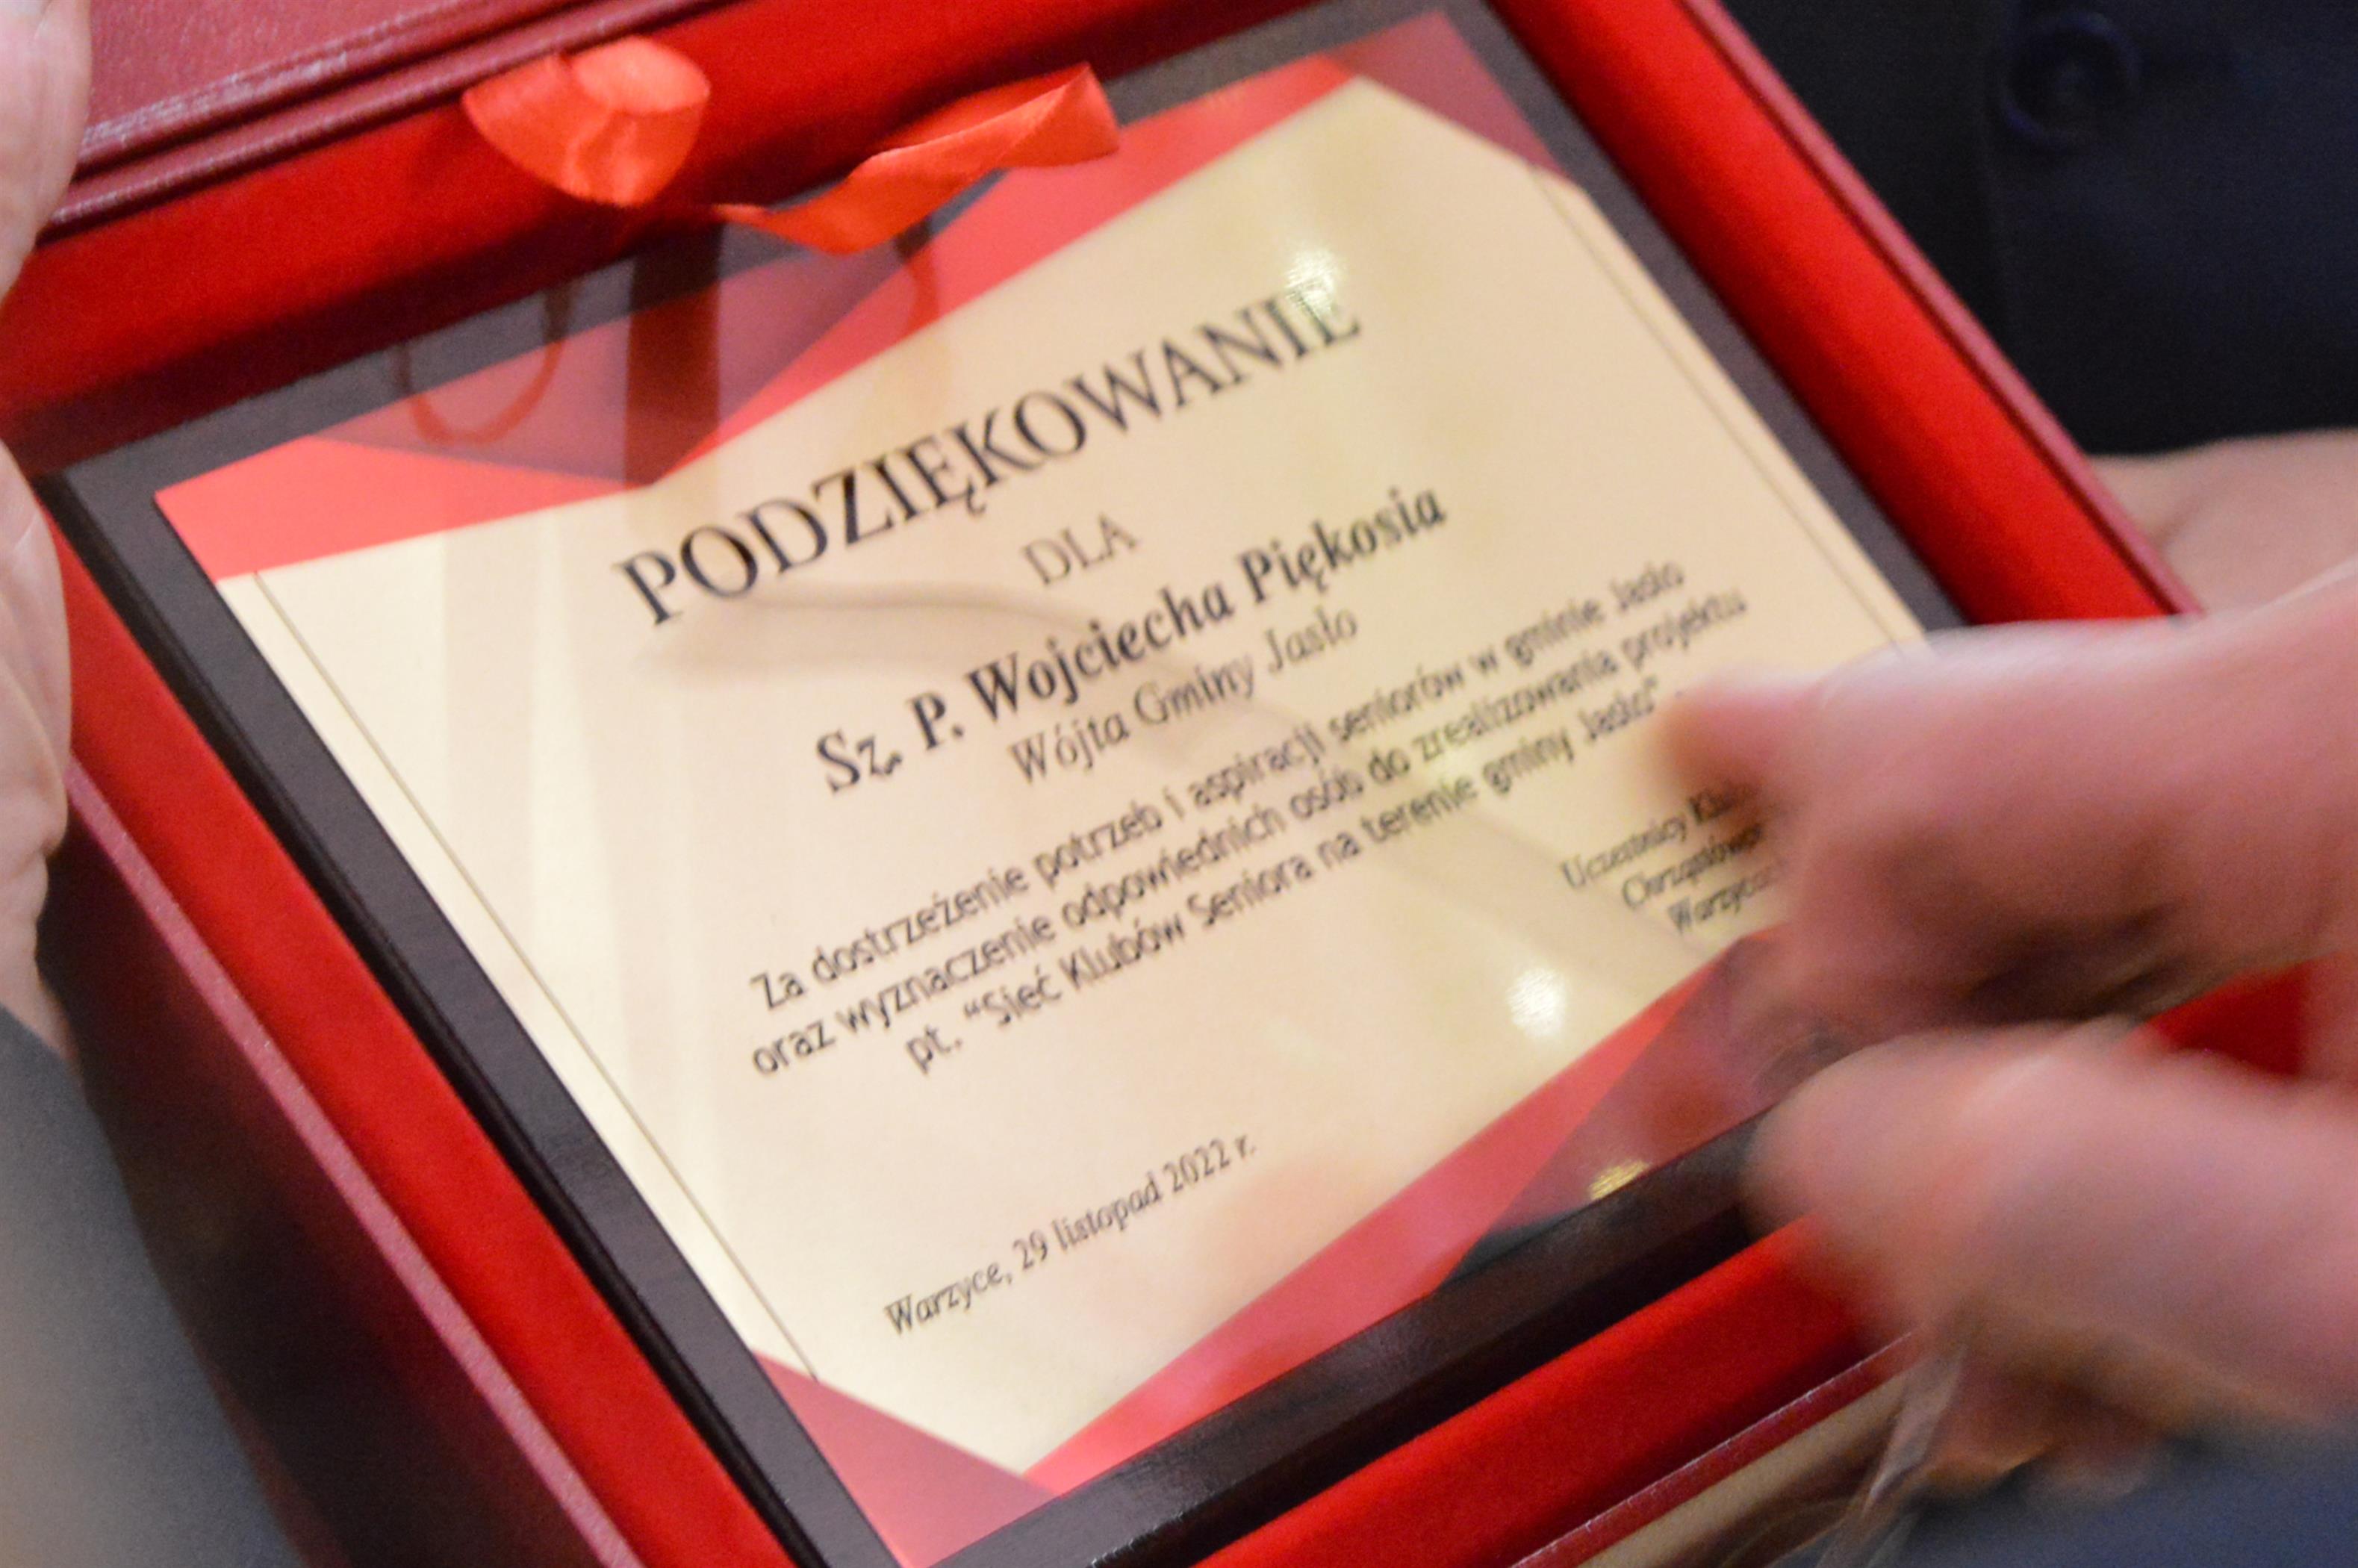 PODZIĘKOWANIE
DLA
Sz. P. Wojciecha Piękosia
Wójta Gminy Jasło
Za dostrzeżenie potrzeb i aspiracji seniorów w gminie Jasło
oraz wyznaczenie odpowiednich osób do zrealizowania projektu
pt. “Sieć Klubów Seniora na terenie gminy Jasło”
Uczestnicy
Warzyce, 29 listopad 2022 r.